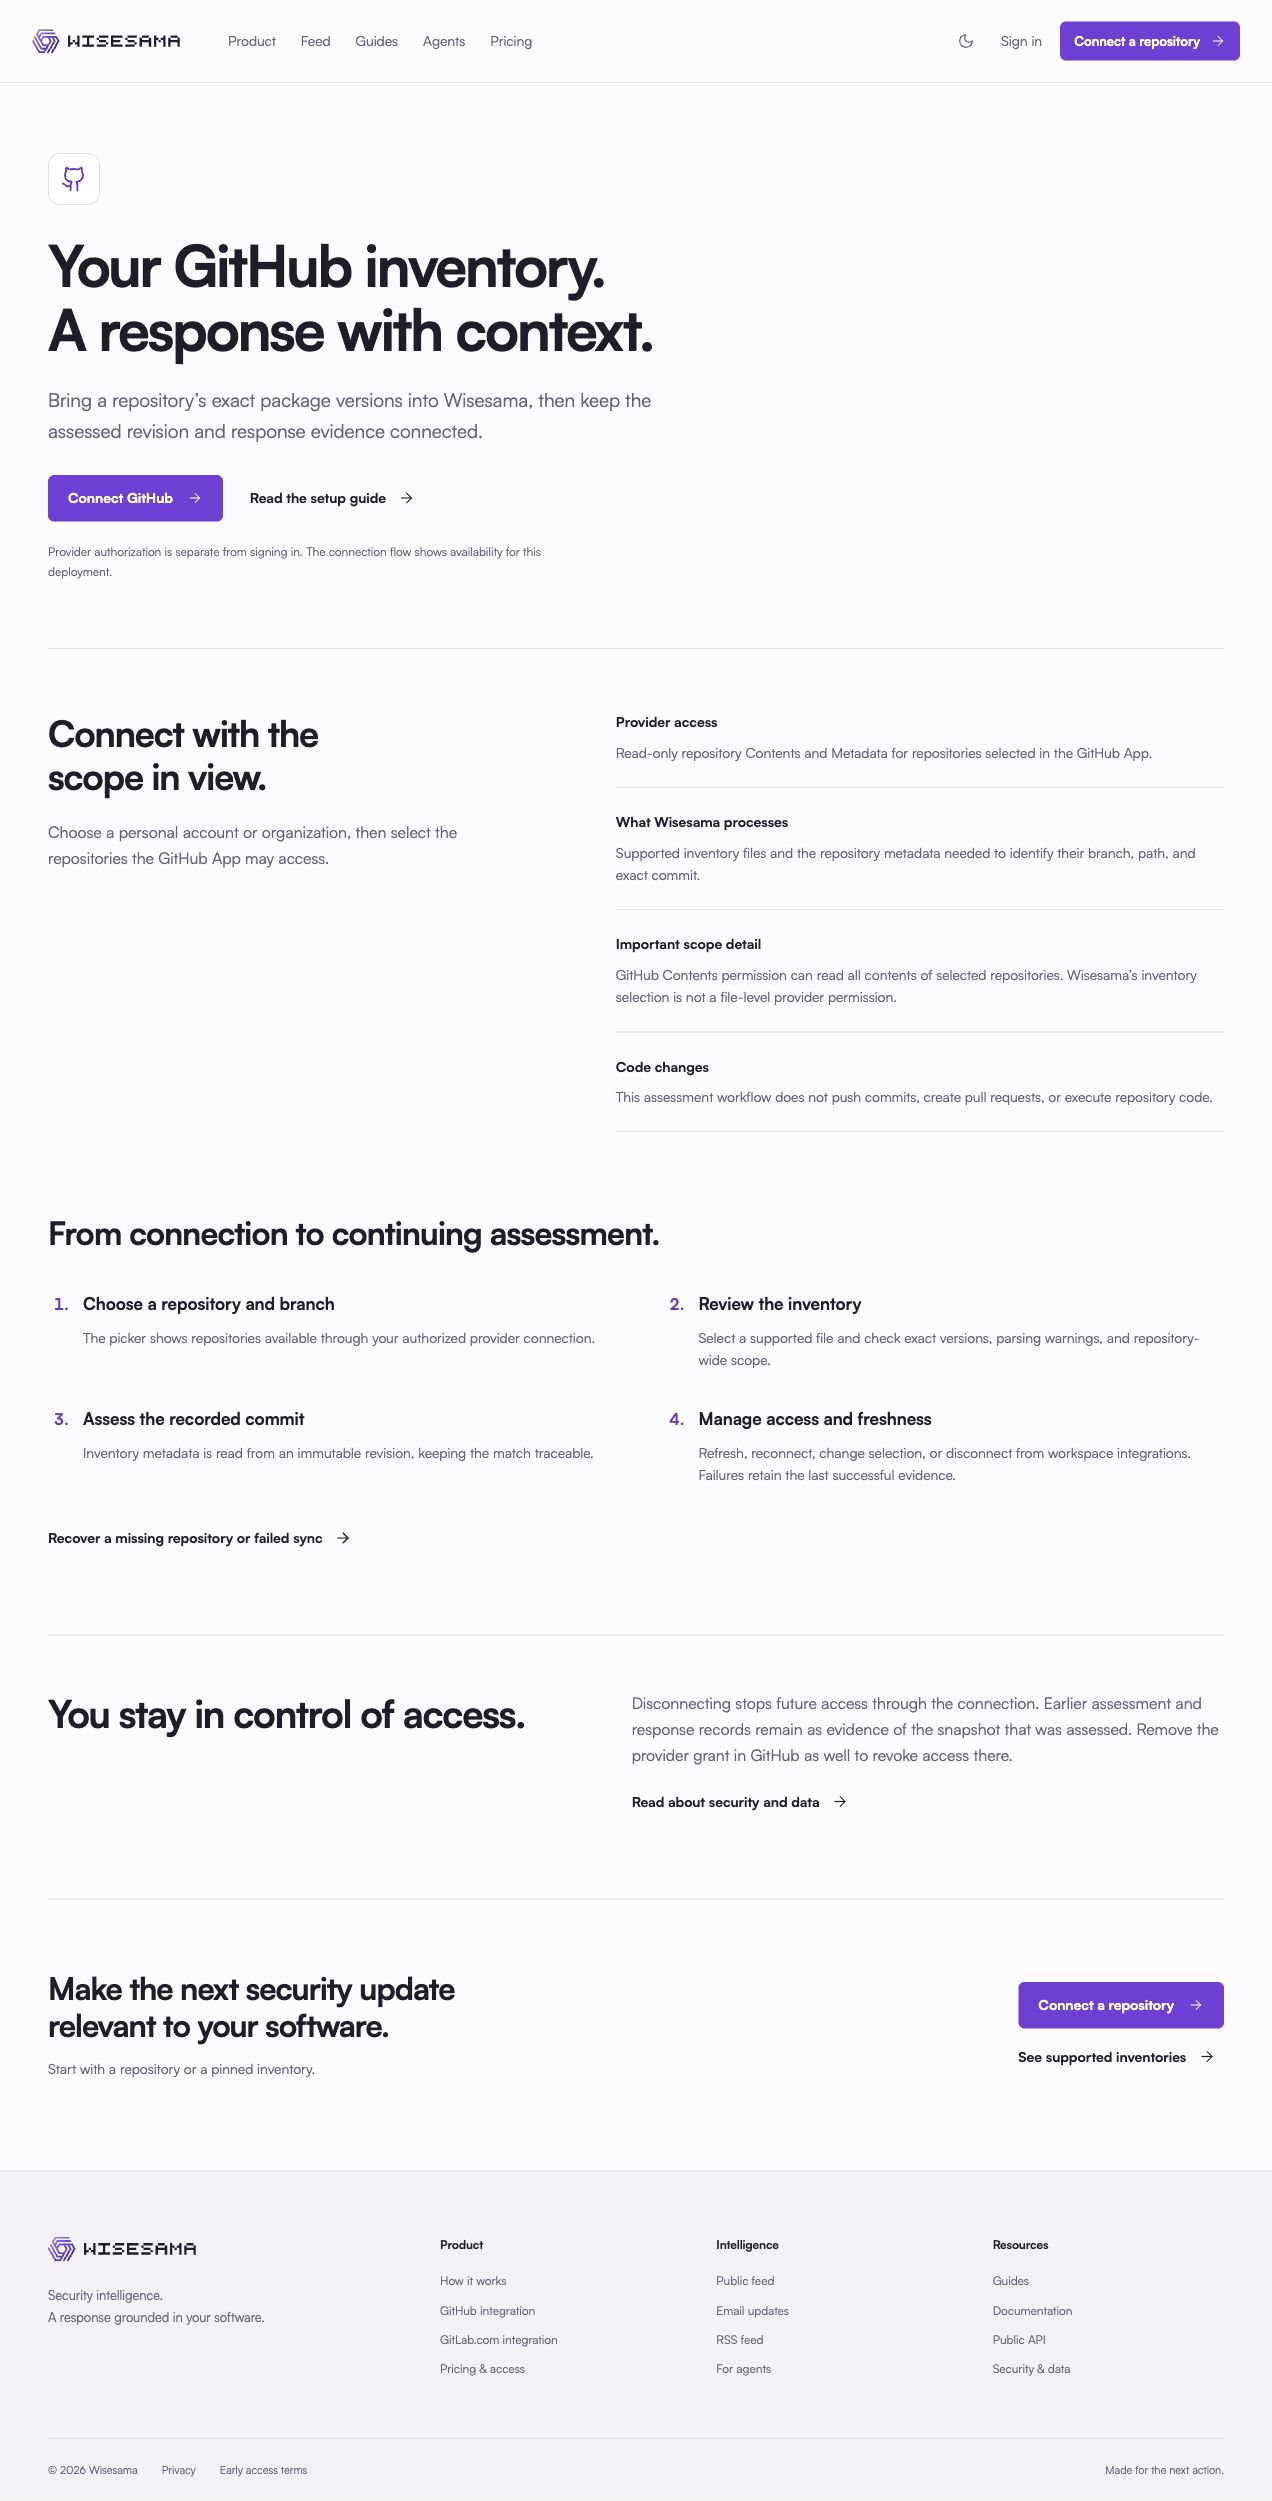 WISESAMA
Product
Feed
Guides
Agents
Pricing
Sign in
Connect a repository
Your GitHub inventory.
A response with context.
Bring a repository’s exact package versions into Wisesama, then keep the
assessed revision and response evidence connected.
Connect GitHub
Read the setup guide
Provider authorization is separate from signing in. The connection flow shows availability for this
deployment.
Connect with the
scope in view.
Choose a personal account or organization, then select the
repositories the GitHub App may access.
Provider access
Read-only repository Contents and Metadata for repositories selected in the GitHub App.
What Wisesama processes
Supported inventory files and the repository metadata needed to identify their branch, path, and
exact commit.
Important scope detail
GitHub Contents permission can read all contents of selected repositories. Wisesama’s inventory
selection is not a file-level provider permission.
Code changes
This assessment workflow does not push commits, create pull requests, or execute repository code.
From connection to continuing assessment.
1. Choose a repository and branch
The picker shows repositories available through your authorized provider connection.
2. Review the inventory
Select a supported file and check exact versions, parsing warnings, and repository-
wide scope.
3. Assess the recorded commit
Inventory metadata is read from an immutable revision, keeping the match traceable.
4. Manage access and freshness
Refresh, reconnect, change selection, or disconnect from workspace integrations.
Failures retain the last successful evidence.
Recover a missing repository or failed sync
You stay in control of access.
Disconnecting stops future access through the connection. Earlier assessment and
response records remain as evidence of the snapshot that was assessed. Remove the
provider grant in GitHub as well to revoke access there.
Read about security and data
Make the next security update
relevant to your software.
Start with a repository or a pinned inventory.
Connect a repository
See supported inventories
WISESAMA
Security intelligence.
A response grounded in your software.
Product
How it works
GitHub integration
GitLab.com integration
Pricing & access
Intelligence
Public feed
Email updates
RSS feed
For agents
Resources
Guides
Documentation
Public API
Security & data
© 2026 Wisesama
Privacy
Early access terms
Made for the next action.